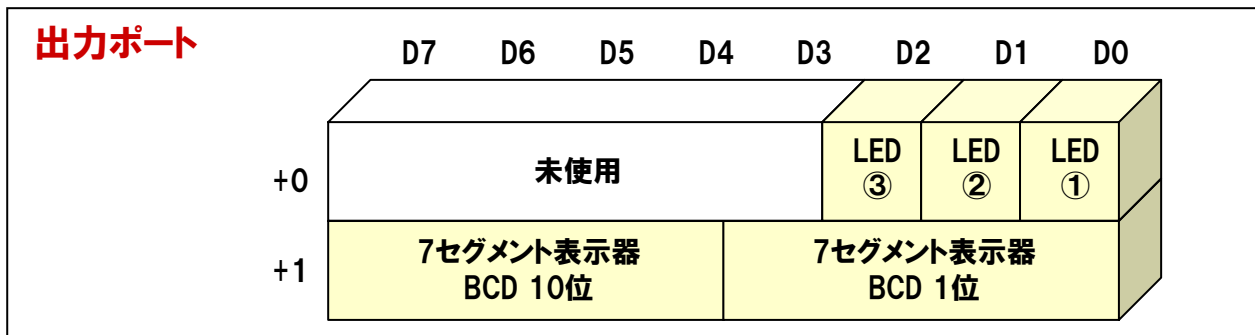 出力ポート
D7 D6 D5 D4 D3 D2 D1 D0
+0
未使用
LED
③
LED
②
LED
①
+1
7セグメント表示器
BCD 10位
7セグメント表示器
BCD 1位